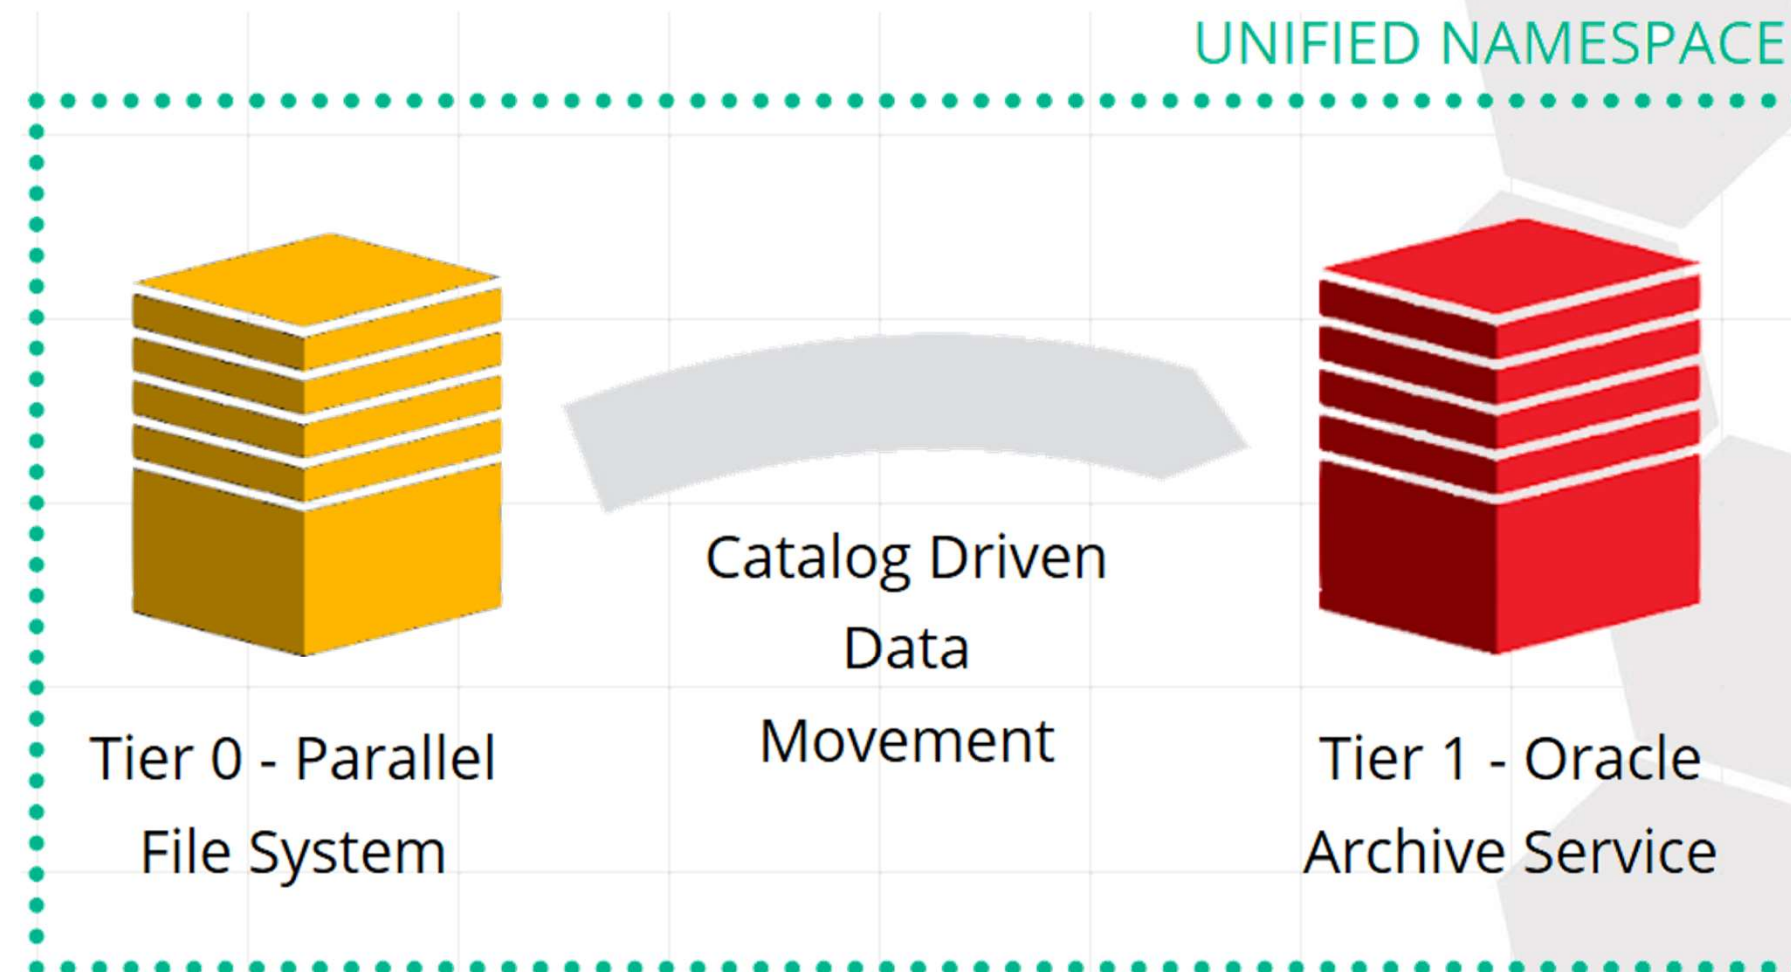 UNIFIED NAMESPACE
Catalog Driven
Data
Movement
Tier 0 - Parallel
File System
Tier 1 - Oracle
Archive Service